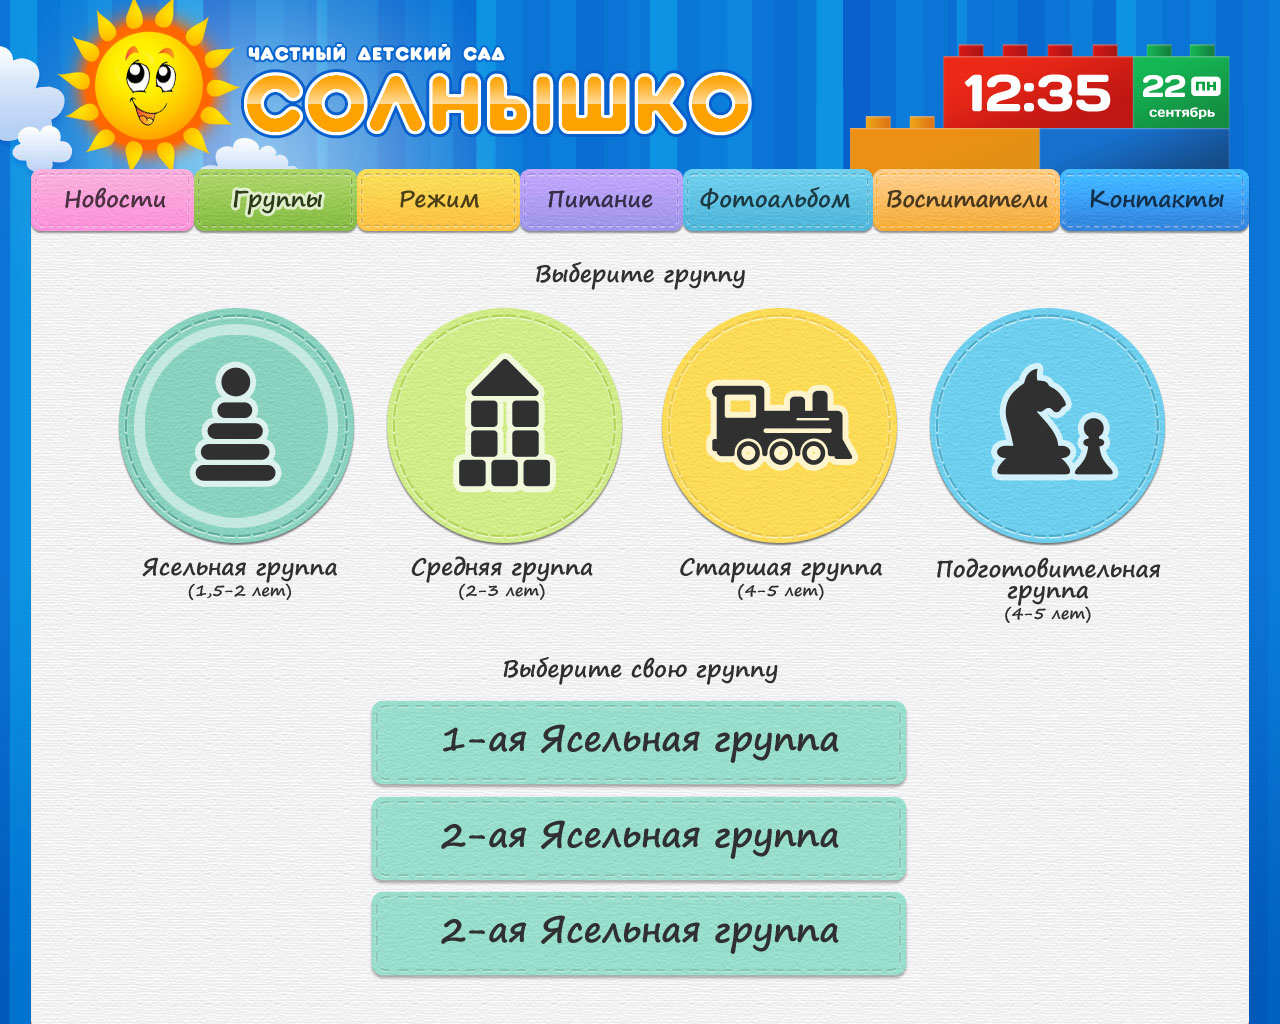 ЧАСТНЫЙ ДЕТСКИЙ САД
СОЛНЫШКО
12:35
22 ПН
сентябрь
Новости
Группы
Режим
Питание
Фотоальбом
Воспитатели
Контакты
Выберите группу
Ясельная группа
(1,5-2 лет)
Средняя группа
(2-3 лет)
Старшая группа
(4-5 лет)
Подготовительная
группа
(4-5 лет)
Выберите свою группу
1-ая Ясельная группа
2-ая Ясельная группа
2-ая Ясельная группа